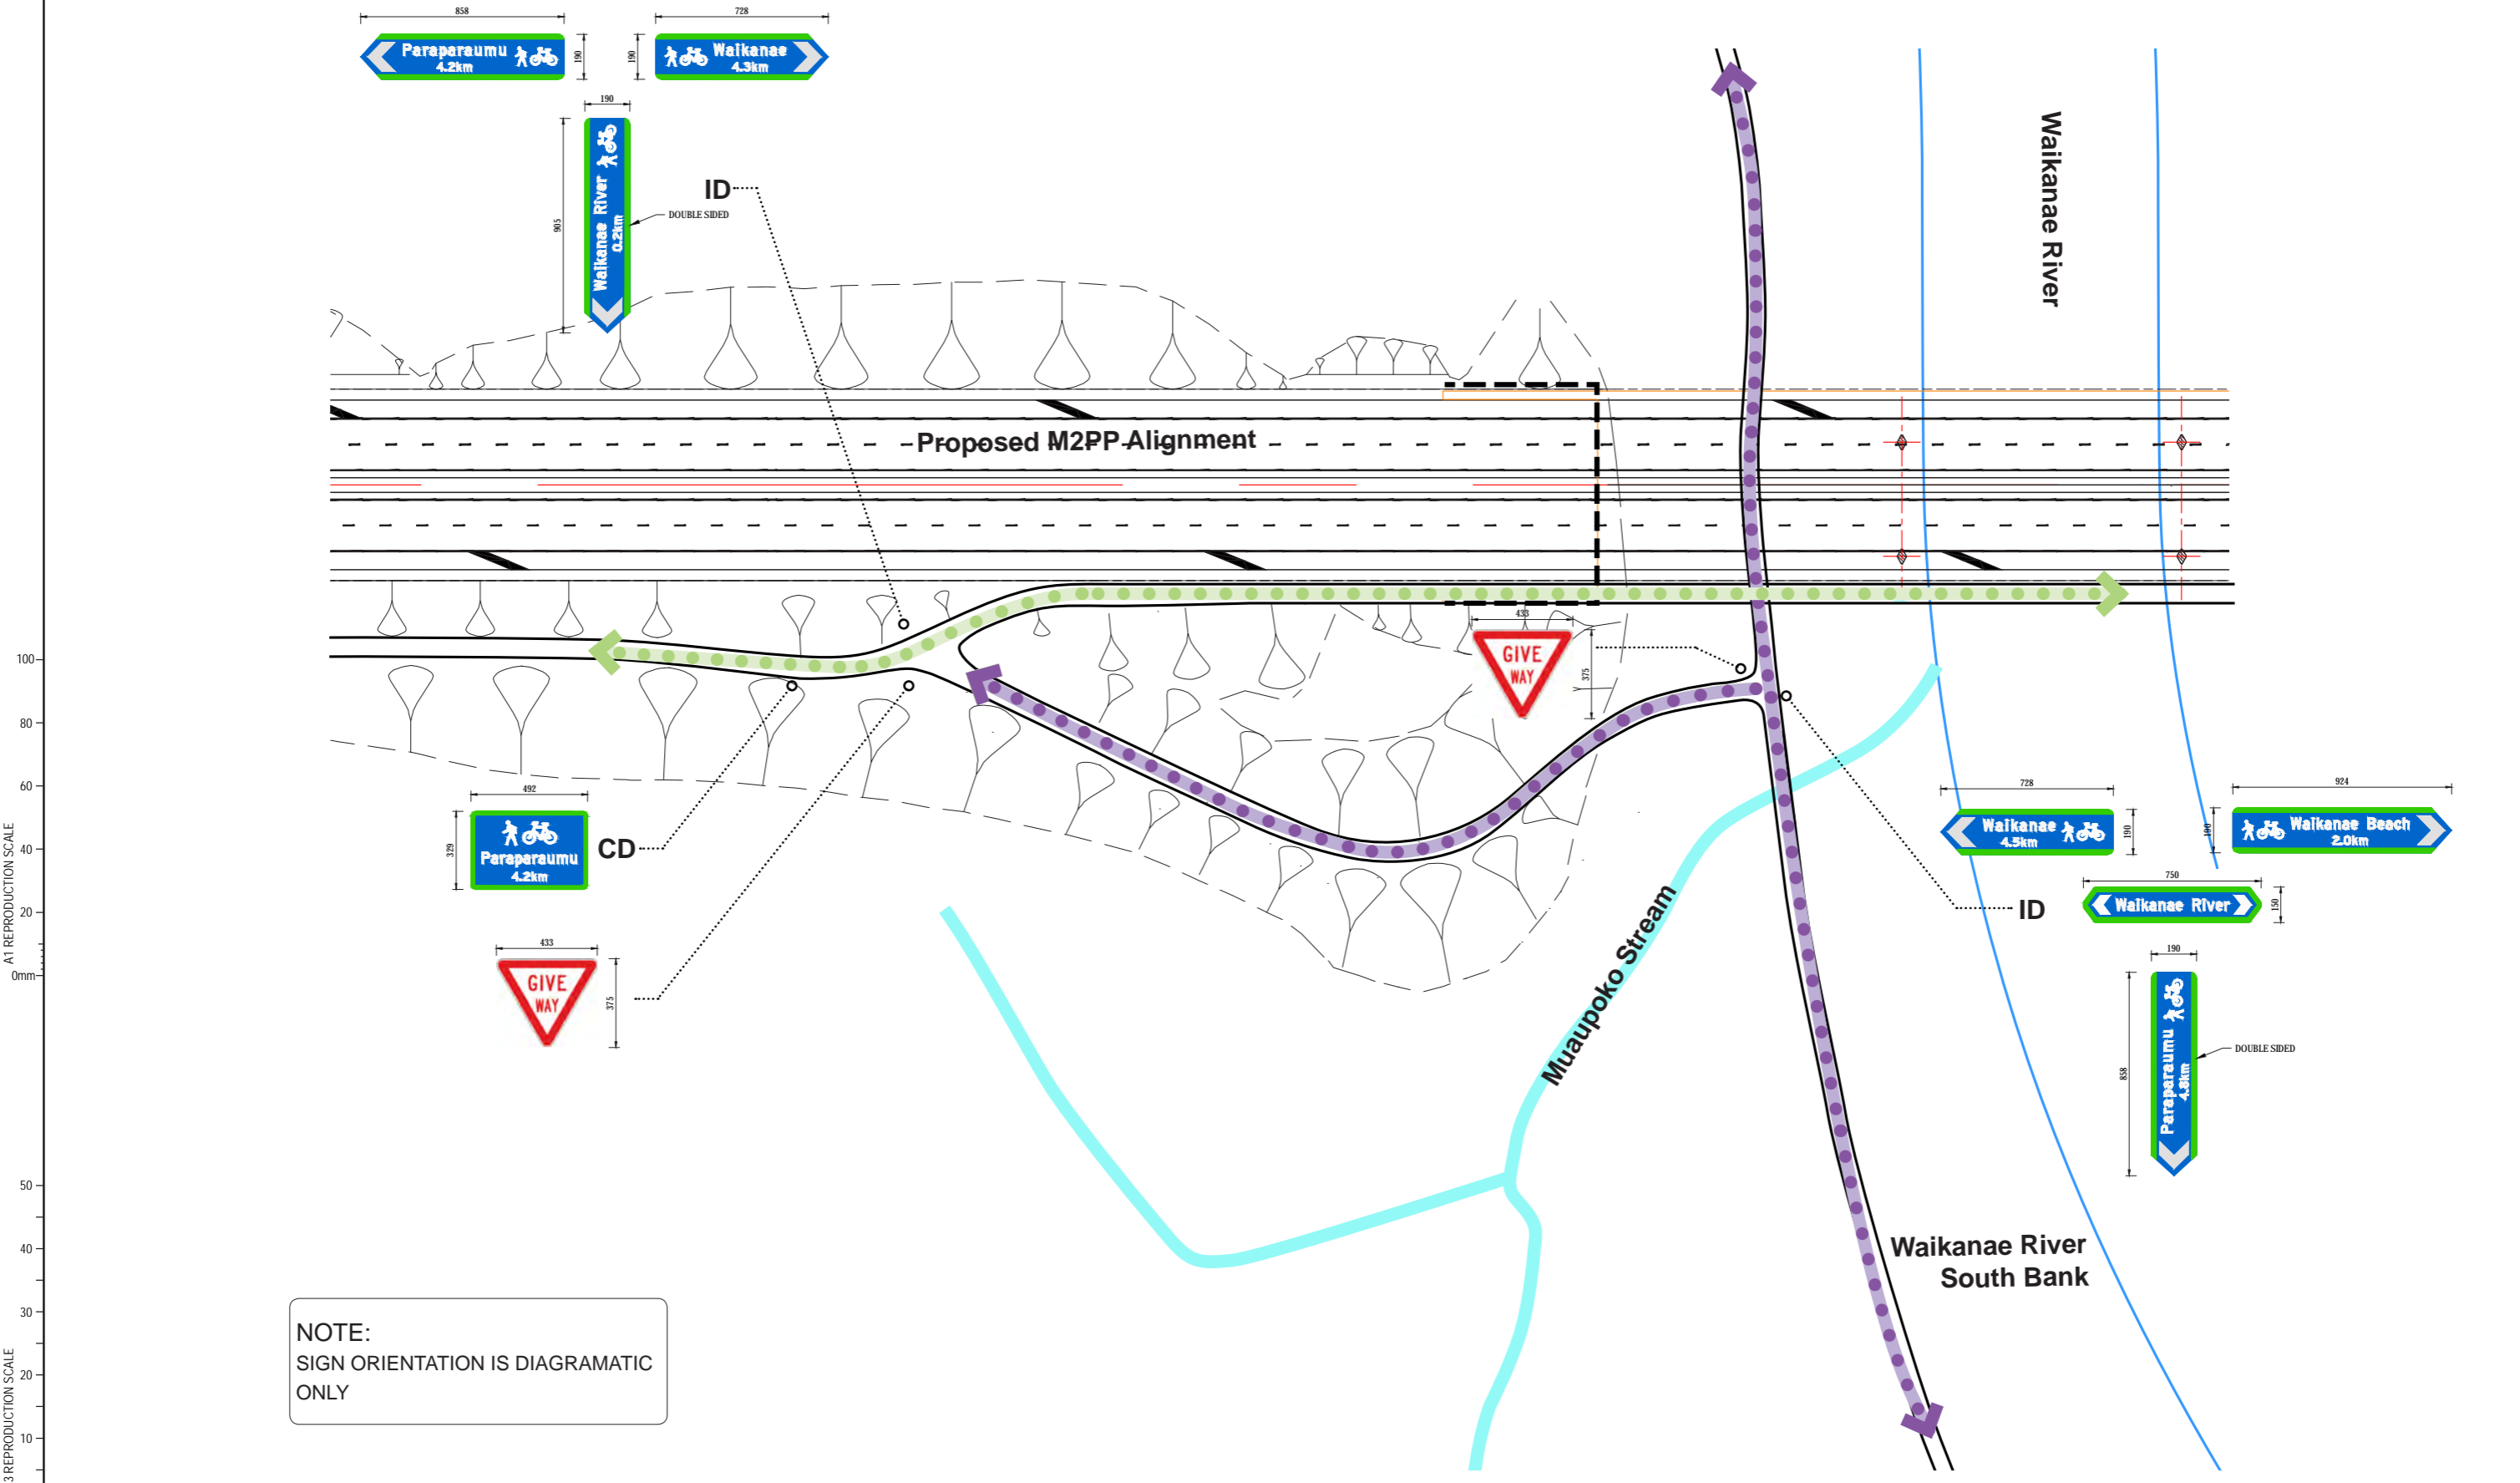 858
728
Paraparaumu
4.2km
190
190
Waikanae
4.3km
190
905
Waikanae River
0.2km
DOUBLE SIDED
ID
Waikanae River
Proposed M2PP Alignment
433
GIVE
WAY
375
492
329
Paraparaumu
4.2km
CD
433
GIVE
WAY
375
728
Waikanae
4.5km
190
924
190
Waikanae Beach
2.0km
ID
750
Waikanae River
150
190
858
Paraparaumu
4.8km
DOUBLE SIDED
Muaupoko Stream
Waikanae River
South Bank
NOTE:
SIGN ORIENTATION IS DIAGRAMATIC
ONLY
100
80
60
40
20
0mm
A1 REPRODUCTION SCALE
50
40
30
20
10
3 REPRODUCTION SCALE